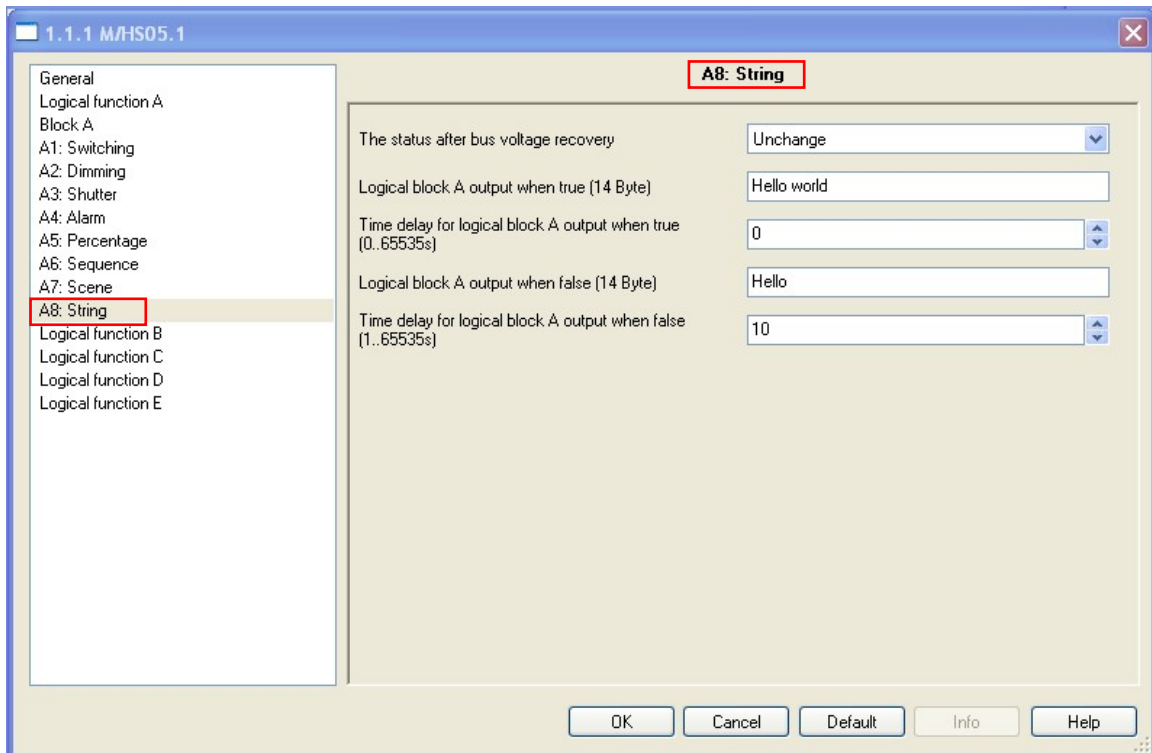 1.1.1 M/HS05.1
General
Logical function A
Block A
A1: Switching
A2: Dimming
A3: Shutter
A4: Alarm
A5: Percentage
A6: Sequence
A7: Scene
A8: String
Logical function B
Logical function C
Logical function D
Logical function E
A8: String
The status after bus voltage recovery
Unchange
Logical block A output when true (14 Byte)
Hello world
Time delay for logical block A output when true
(0..65535s)
0
Logical block A output when false (14 Byte)
Hello
Time delay for logical block A output when false
(1..65535s)
10
OK
Cancel
Default
Info
Help